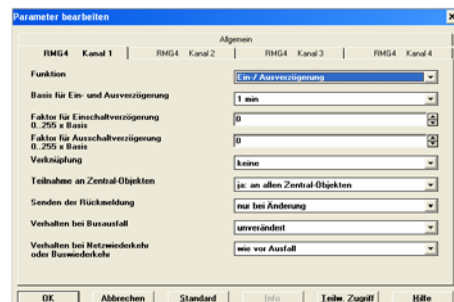 Parameter bearbeiten
Allgemein
RMG4 Kanal 1
RMG4 Kanal 2
RMG4 Kanal 3
RMG4 Kanal 4
Funktion
Ein-/ Ausverzögerung
Basis für Ein- und Ausverzögerung
1 min
Faktor für Einschaltverzögerung
0..255 x Basis
0
Faktor für Ausschaltverzögerung
0..255 x Basis
0
Verknüpfung
keine
Teilnahme an Zentral-Objekten
ja: an allen Zentral-Objekten
Senden der Rückmeldung
nur bei Änderung
Verhalten bei Busausfall
unverändert
Verhalten bei Netzwiederkehr
oder Buswiederkehr
wie vor Ausfall
OK
Abbrechen
Standard
Info
Teilw. Zugriff
Hilfe